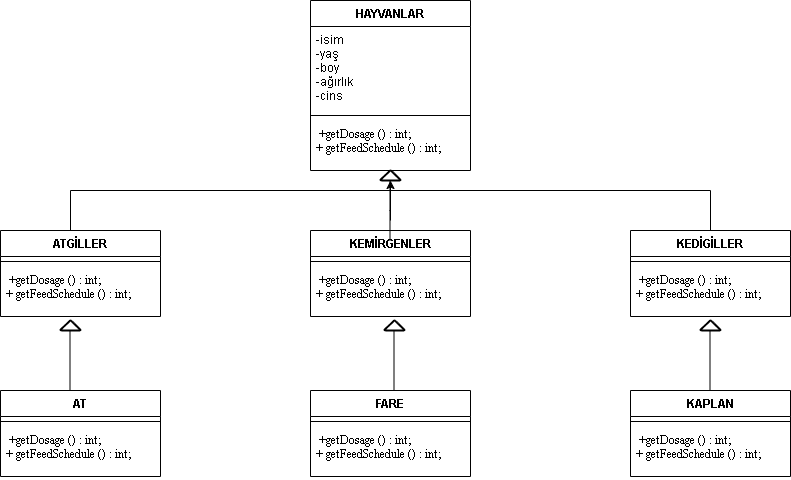 HAYVANLAR
-isim
-yaş
-boy
-ağırlık
-cins
+getDosage () : int;
+ getFeedSchedule () : int;
ATGİLLER
+getDosage () : int;
+ getFeedSchedule () : int;
KEMİRGENLER
+getDosage () : int;
+ getFeedSchedule () : int;
KEDİGİLLER
+getDosage () : int;
+ getFeedSchedule () : int;
AT
+getDosage () : int;
+ getFeedSchedule () : int;
FARE
+getDosage () : int;
+ getFeedSchedule () : int;
KAPLAN
+getDosage () : int;
+ getFeedSchedule () : int;